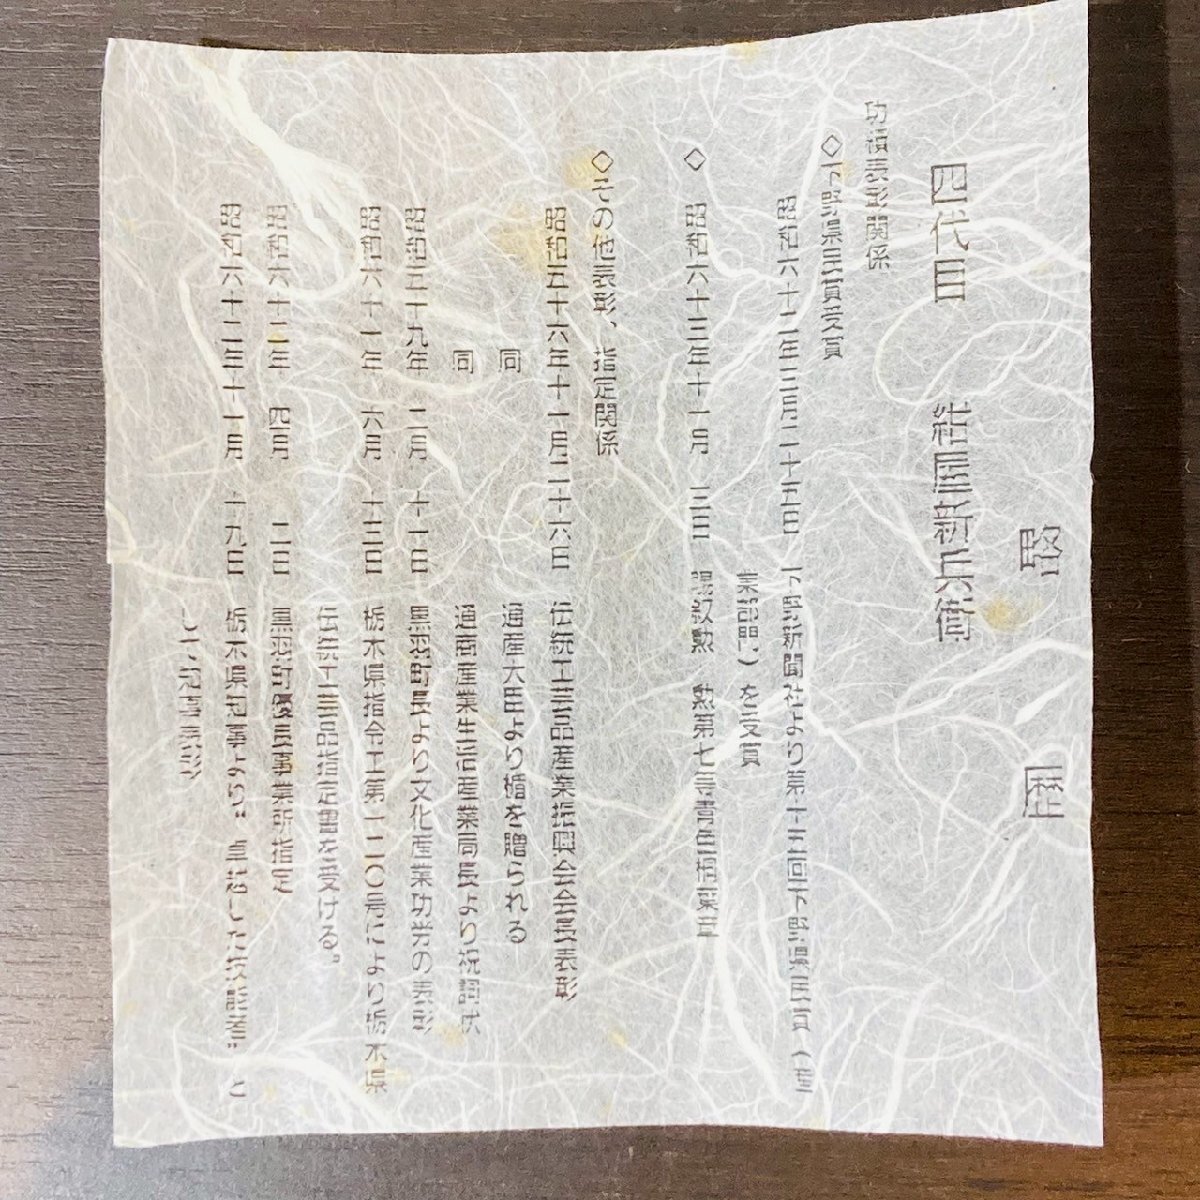 略歴
四代目 紺屋新兵衛
功績表彰関係
◇下野県民賞受賞
昭和六十二年三月二十五日 下野新聞社より第十五回下野県民賞（産
業部門）を受賞
◇ 昭和六十三年十一月 三日 叙勲 勲第七等青色桐葉章
◇その他表彰、指定関係
昭和五十六年十一月二十六日 伝統工芸品産業振興会会長表彰
同 通産大臣より楯を贈られる
同 通商産業生活産業局長より祝詞状
昭和五十九年 二月 十一日 黒羽町長より文化産業功労の表彰
昭和六十一年 六月 十三日 栃木県指令工第一二〇号により栃木県
伝統工芸品指定書を受ける。
昭和六十二年 四月 二日 黒羽町優良事業所指定
昭和六十二年十一月 十九日 栃木県知事より〝卓越した技能者〟と
して知事表彰